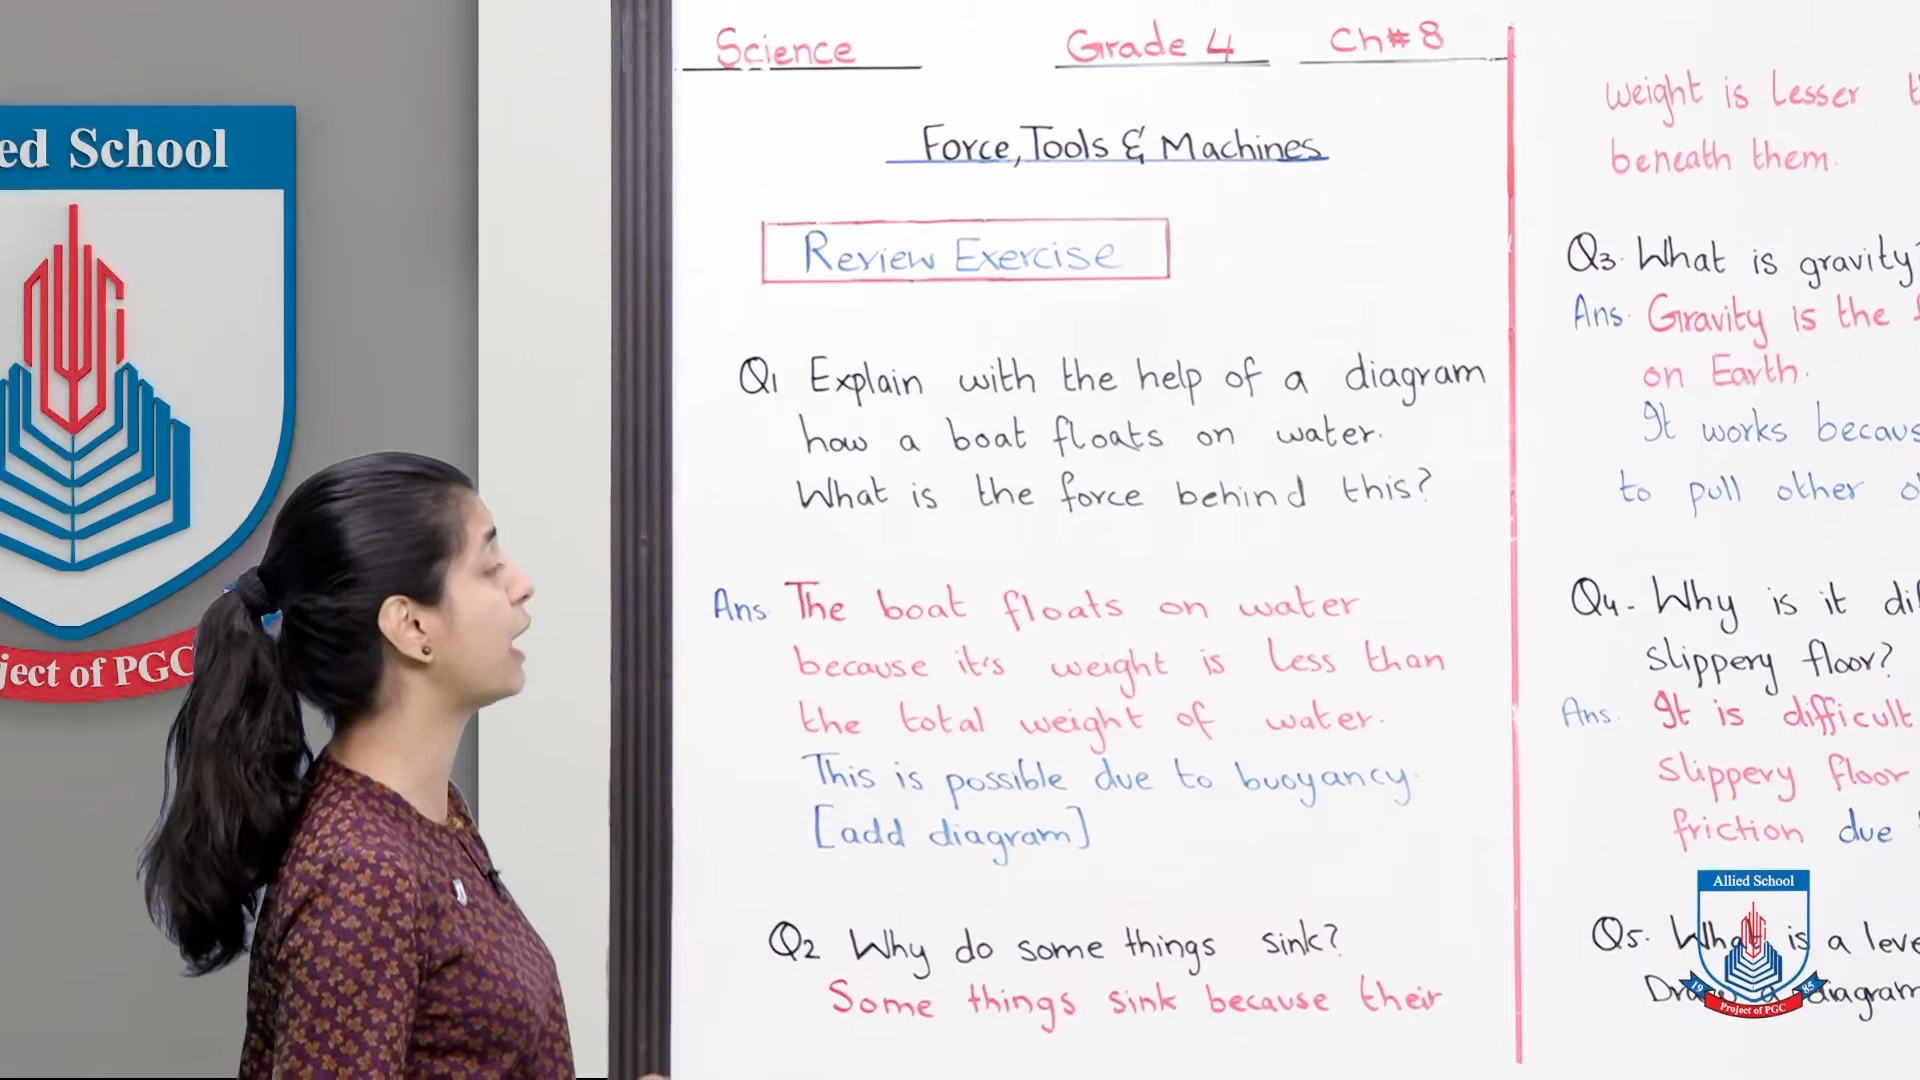 ed School
ject of PGC
Science Grade 4 Ch#8
Force, Tools & Machines
Review Exercise
Q1 Explain with the help of a diagram
how a boat floats on water.
What is the force behind this?
Ans The boat floats on water
because it's weight is less than
the total weight of water.
This is possible due to buoyancy.
[add diagram]
Q2 Why do some things sink?
Some things sink because their
weight is lesser
beneath them.
Q3. What is gravity?
Ans. Gravity is the
on Earth.
It works becaus
to pull other
Q4. Why is it dif
slippery floor?
Ans. It is difficult
slippery floor
friction due
Q5. What is a leve
Draw a diagram
Allied School
19 85
Project of PGC